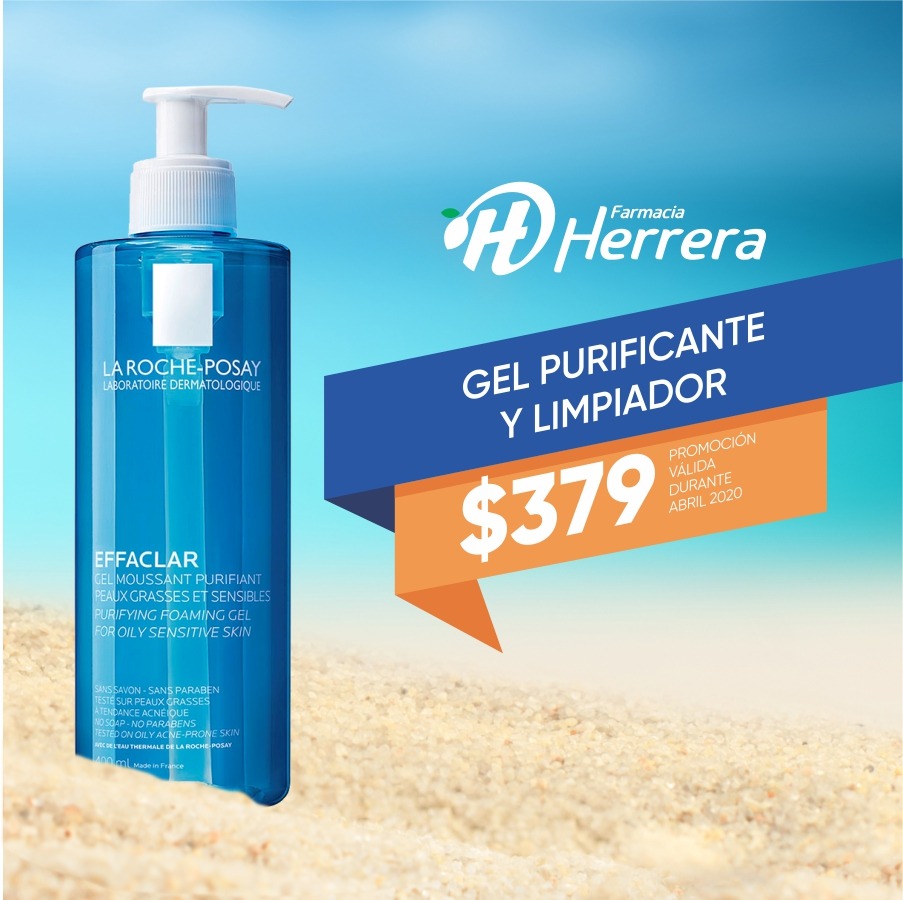 Farmacia
Herrera
GEL PURIFICANTE
Y LIMPIADOR
$379
PROMOCIÓN
VÁLIDA
DURANTE
ABRIL 2020
LA ROCHE-POSAY
LABORATOIRE DERMATOLOGIQUE
EFFACLAR
GEL MOUSSANT PURIFIANT
PEAUX GRASSES ET SENSIBLES
PURIFYING FOAMING GEL
FOR OILY SENSITIVE SKIN
SANS SAVON - SANS PARABEN
TESTÉ SUR PEAUX GRASSES
À TENDANCE ACNÉIQUE
NO SOAP - NO PARABENS
TESTED ON OILY ACNE-PRONE SKIN
AVEC DE L'EAU THERMALE DE LA ROCHE-POSAY
400 ml Made in France